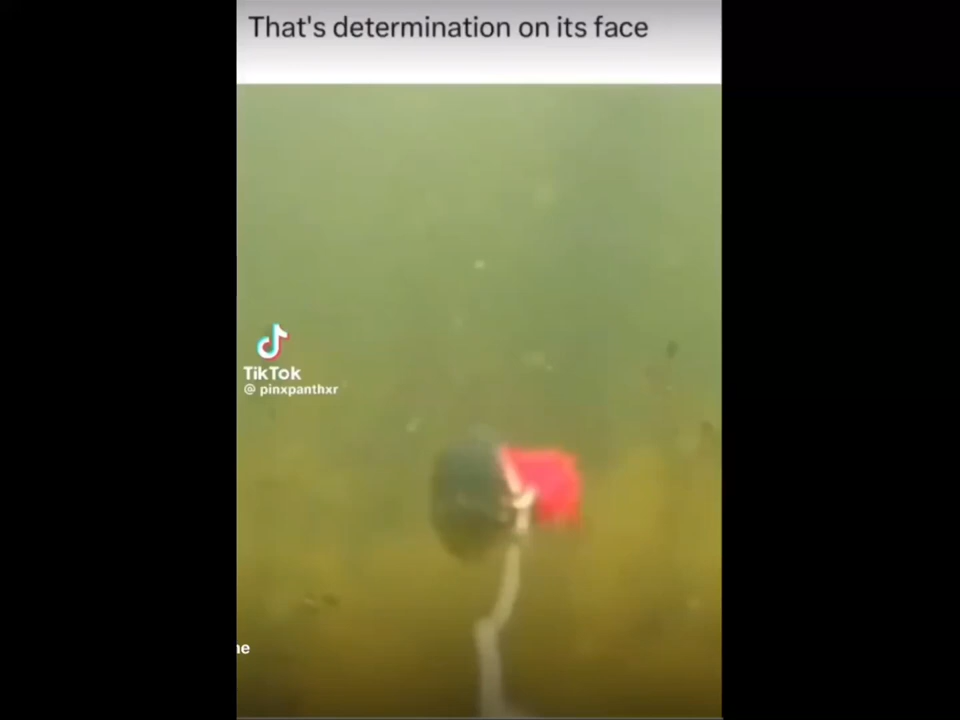 That's determination on its face
TikTok
@ pinxpanthxr